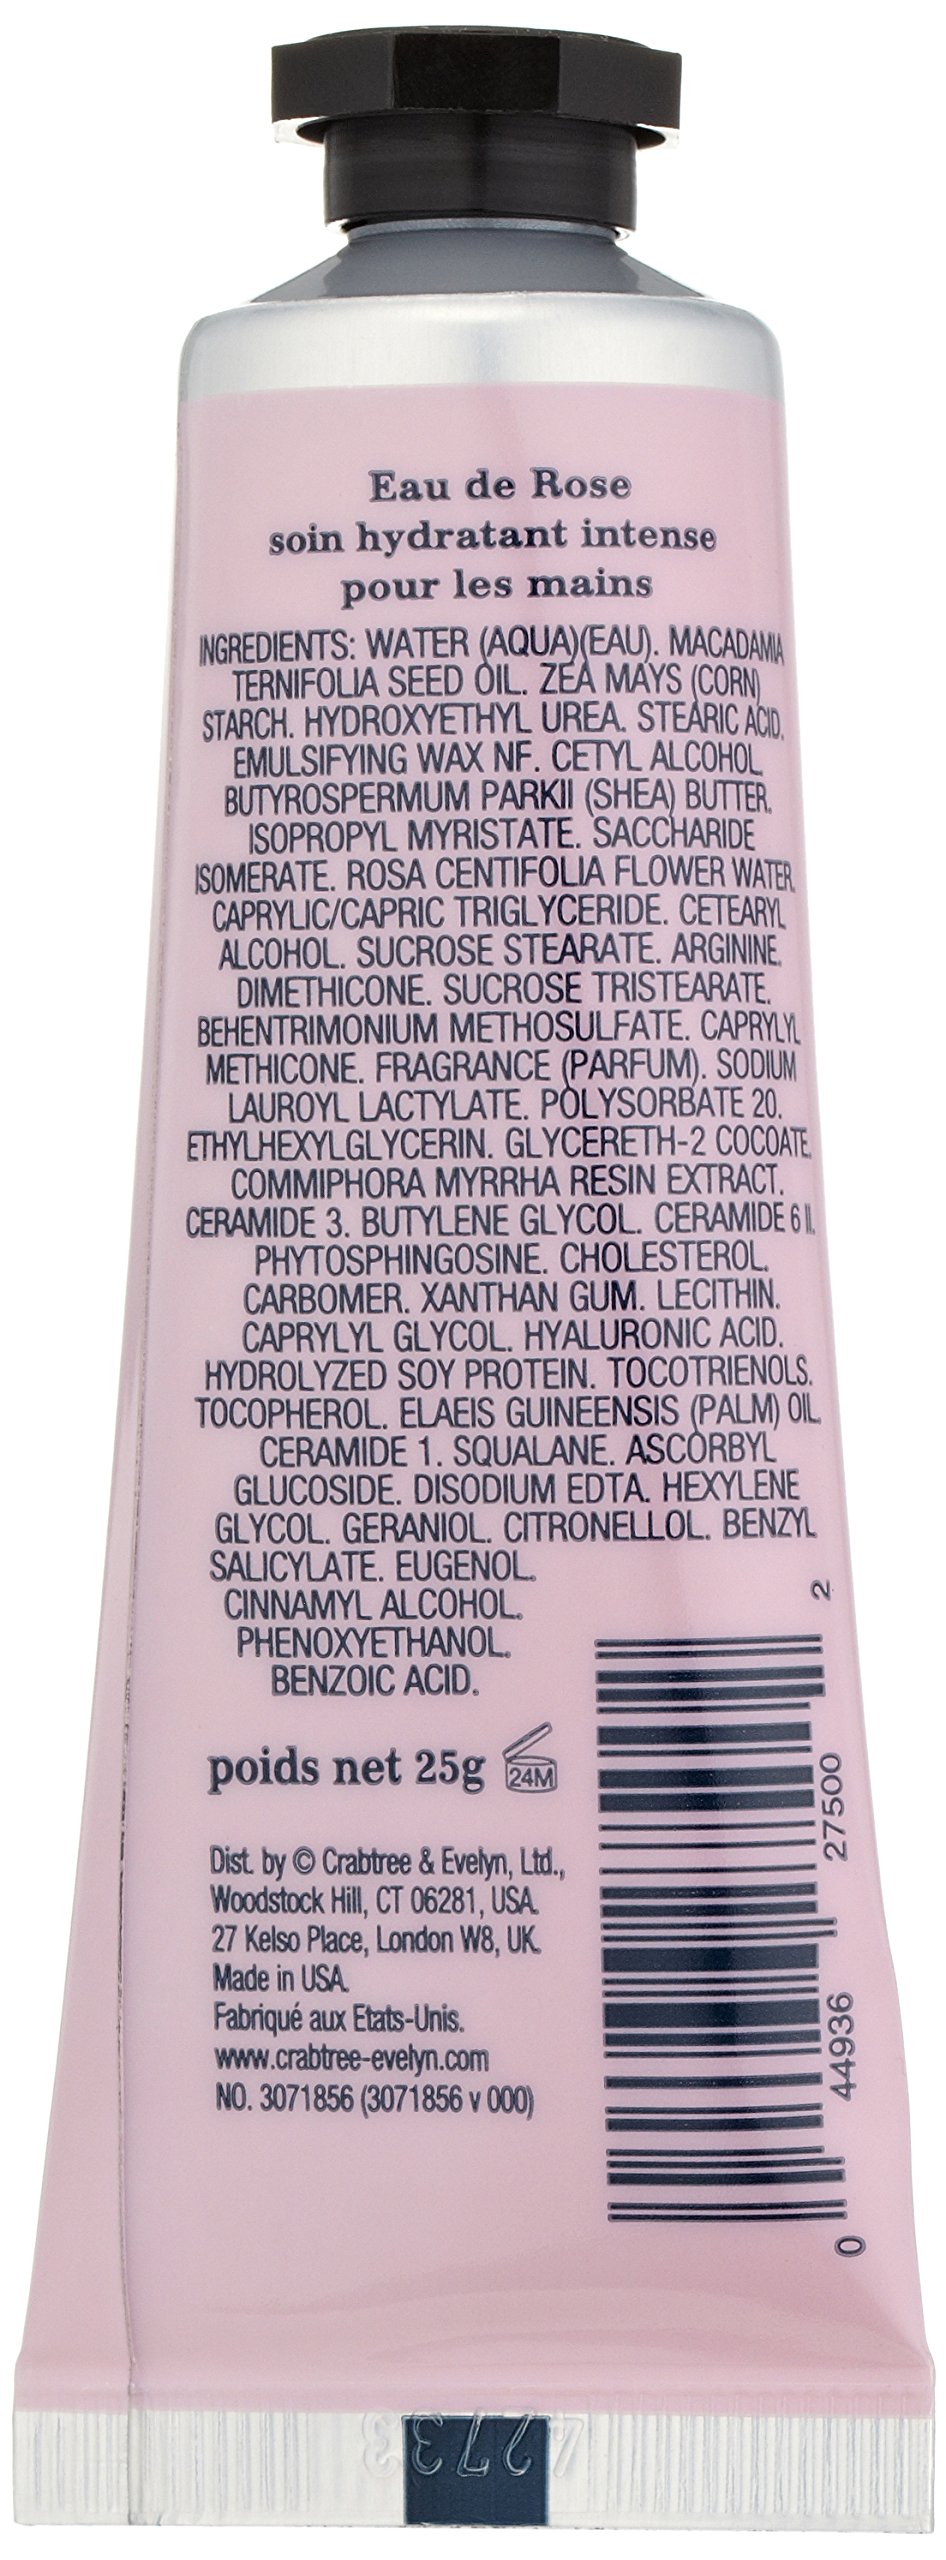 Eau de Rose
soin hydratant intense
pour les mains
INGREDIENTS: WATER (AQUA)(EAU). MACADAMIA
TERNIFOLIA SEED OIL. ZEA MAYS (CORN)
STARCH. HYDROXYETHYL UREA. STEARIC ACID.
EMULSIFYING WAX NF. CETYL ALCOHOL.
BUTYROSPERMUM PARKII (SHEA) BUTTER.
ISOPROPYL MYRISTATE. SACCHARIDE
ISOMERATE. ROSA CENTIFOLIA FLOWER WATER.
CAPRYLIC/CAPRIC TRIGLYCERIDE. CETEARYL
ALCOHOL. SUCROSE STEARATE. ARGININE.
DIMETHICONE. SUCROSE TRISTEARATE.
BEHENTRIMONIUM METHOSULFATE. CAPRYLYL
METHICONE. FRAGRANCE (PARFUM). SODIUM
LAUROYL LACTYLATE. POLYSORBATE 20.
ETHYLHEXYLGLYCERIN. GLYCERETH-2 COCOATE.
COMMIPHORA MYRRHA RESIN EXTRACT.
CERAMIDE 3. BUTYLENE GLYCOL. CERAMIDE 6 II.
PHYTOSPHINGOSINE. CHOLESTEROL.
CARBOMER. XANTHAN GUM. LECITHIN.
CAPRYLYL GLYCOL. HYALURONIC ACID.
HYDROLYZED SOY PROTEIN. TOCOTRIENOLS.
TOCOPHEROL. ELAEIS GUINEENSIS (PALM) OIL.
CERAMIDE 1. SQUALANE. ASCORBYL
GLUCOSIDE. DISODIUM EDTA. HEXYLENE
GLYCOL. GERANIOL. CITRONELLOL. BENZYL
SALICYLATE. EUGENOL.
CINNAMYL ALCOHOL.
PHENOXYETHANOL.
BENZOIC ACID.
poids net 25g
24M
Dist. by © Crabtree & Evelyn, Ltd.,
Woodstock Hill, CT 06281, USA.
27 Kelso Place, London W8, UK.
Made in USA.
Fabriqué aux Etats-Unis.
www.crabtree-evelyn.com
NO. 3071856 (3071856 v 000)
0 44936 27500 2